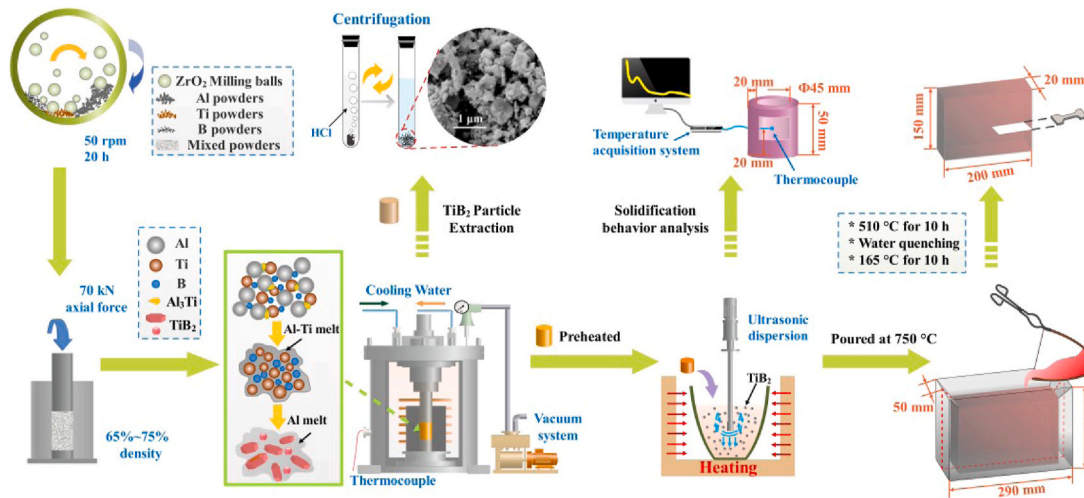 ZrO₂ Milling balls
Al powders
Ti powders
B powders
Mixed powders
50 rpm
20 h
Centrifugation
HCl
1 μm
Temperature
acquisition system
20 mm
Φ45 mm
50 mm
20 mm
Thermocouple
20 mm
150 mm
200 mm
TiB₂ Particle
Extraction
Solidification
behavior analysis
* 510 °C for 10 h
* Water quenching
* 165 °C for 10 h
70 kN
axial force
Al
Ti
B
Al₃Ti
TiB₂
65%~75%
density
Al-Ti melt
Al melt
Cooling Water
Thermocouple
Vacuum
system
Preheated
Ultrasonic
dispersion
TiB₂
Heating
Poured at 750 °C
50 mm
290 mm